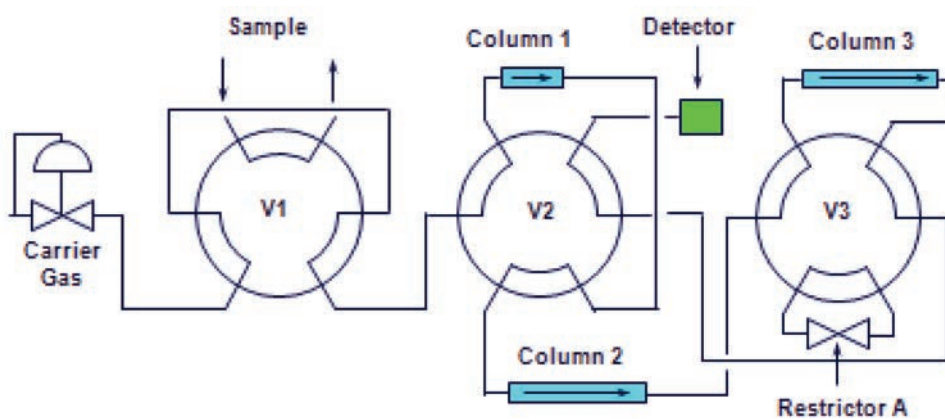 Sample
Column 1
Detector
Column 3
V1
V2
V3
Carrier
Gas
Column 2
Restrictor A